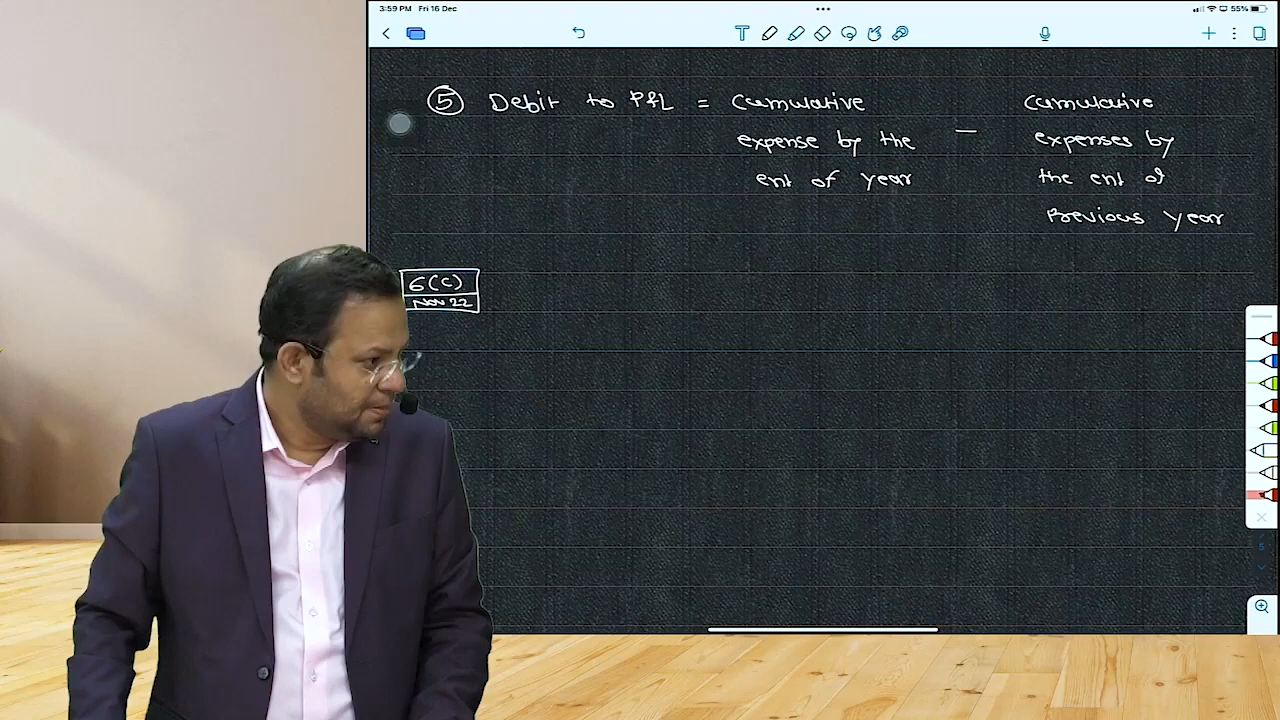 3:59 PM Fri 16 Dec
55%
T
5 Debit to P&L = Cumulative
expense by the
ent of year
—
Cumulative
expenses by
the ent of
Previous year
6(C)
Nov 22
5